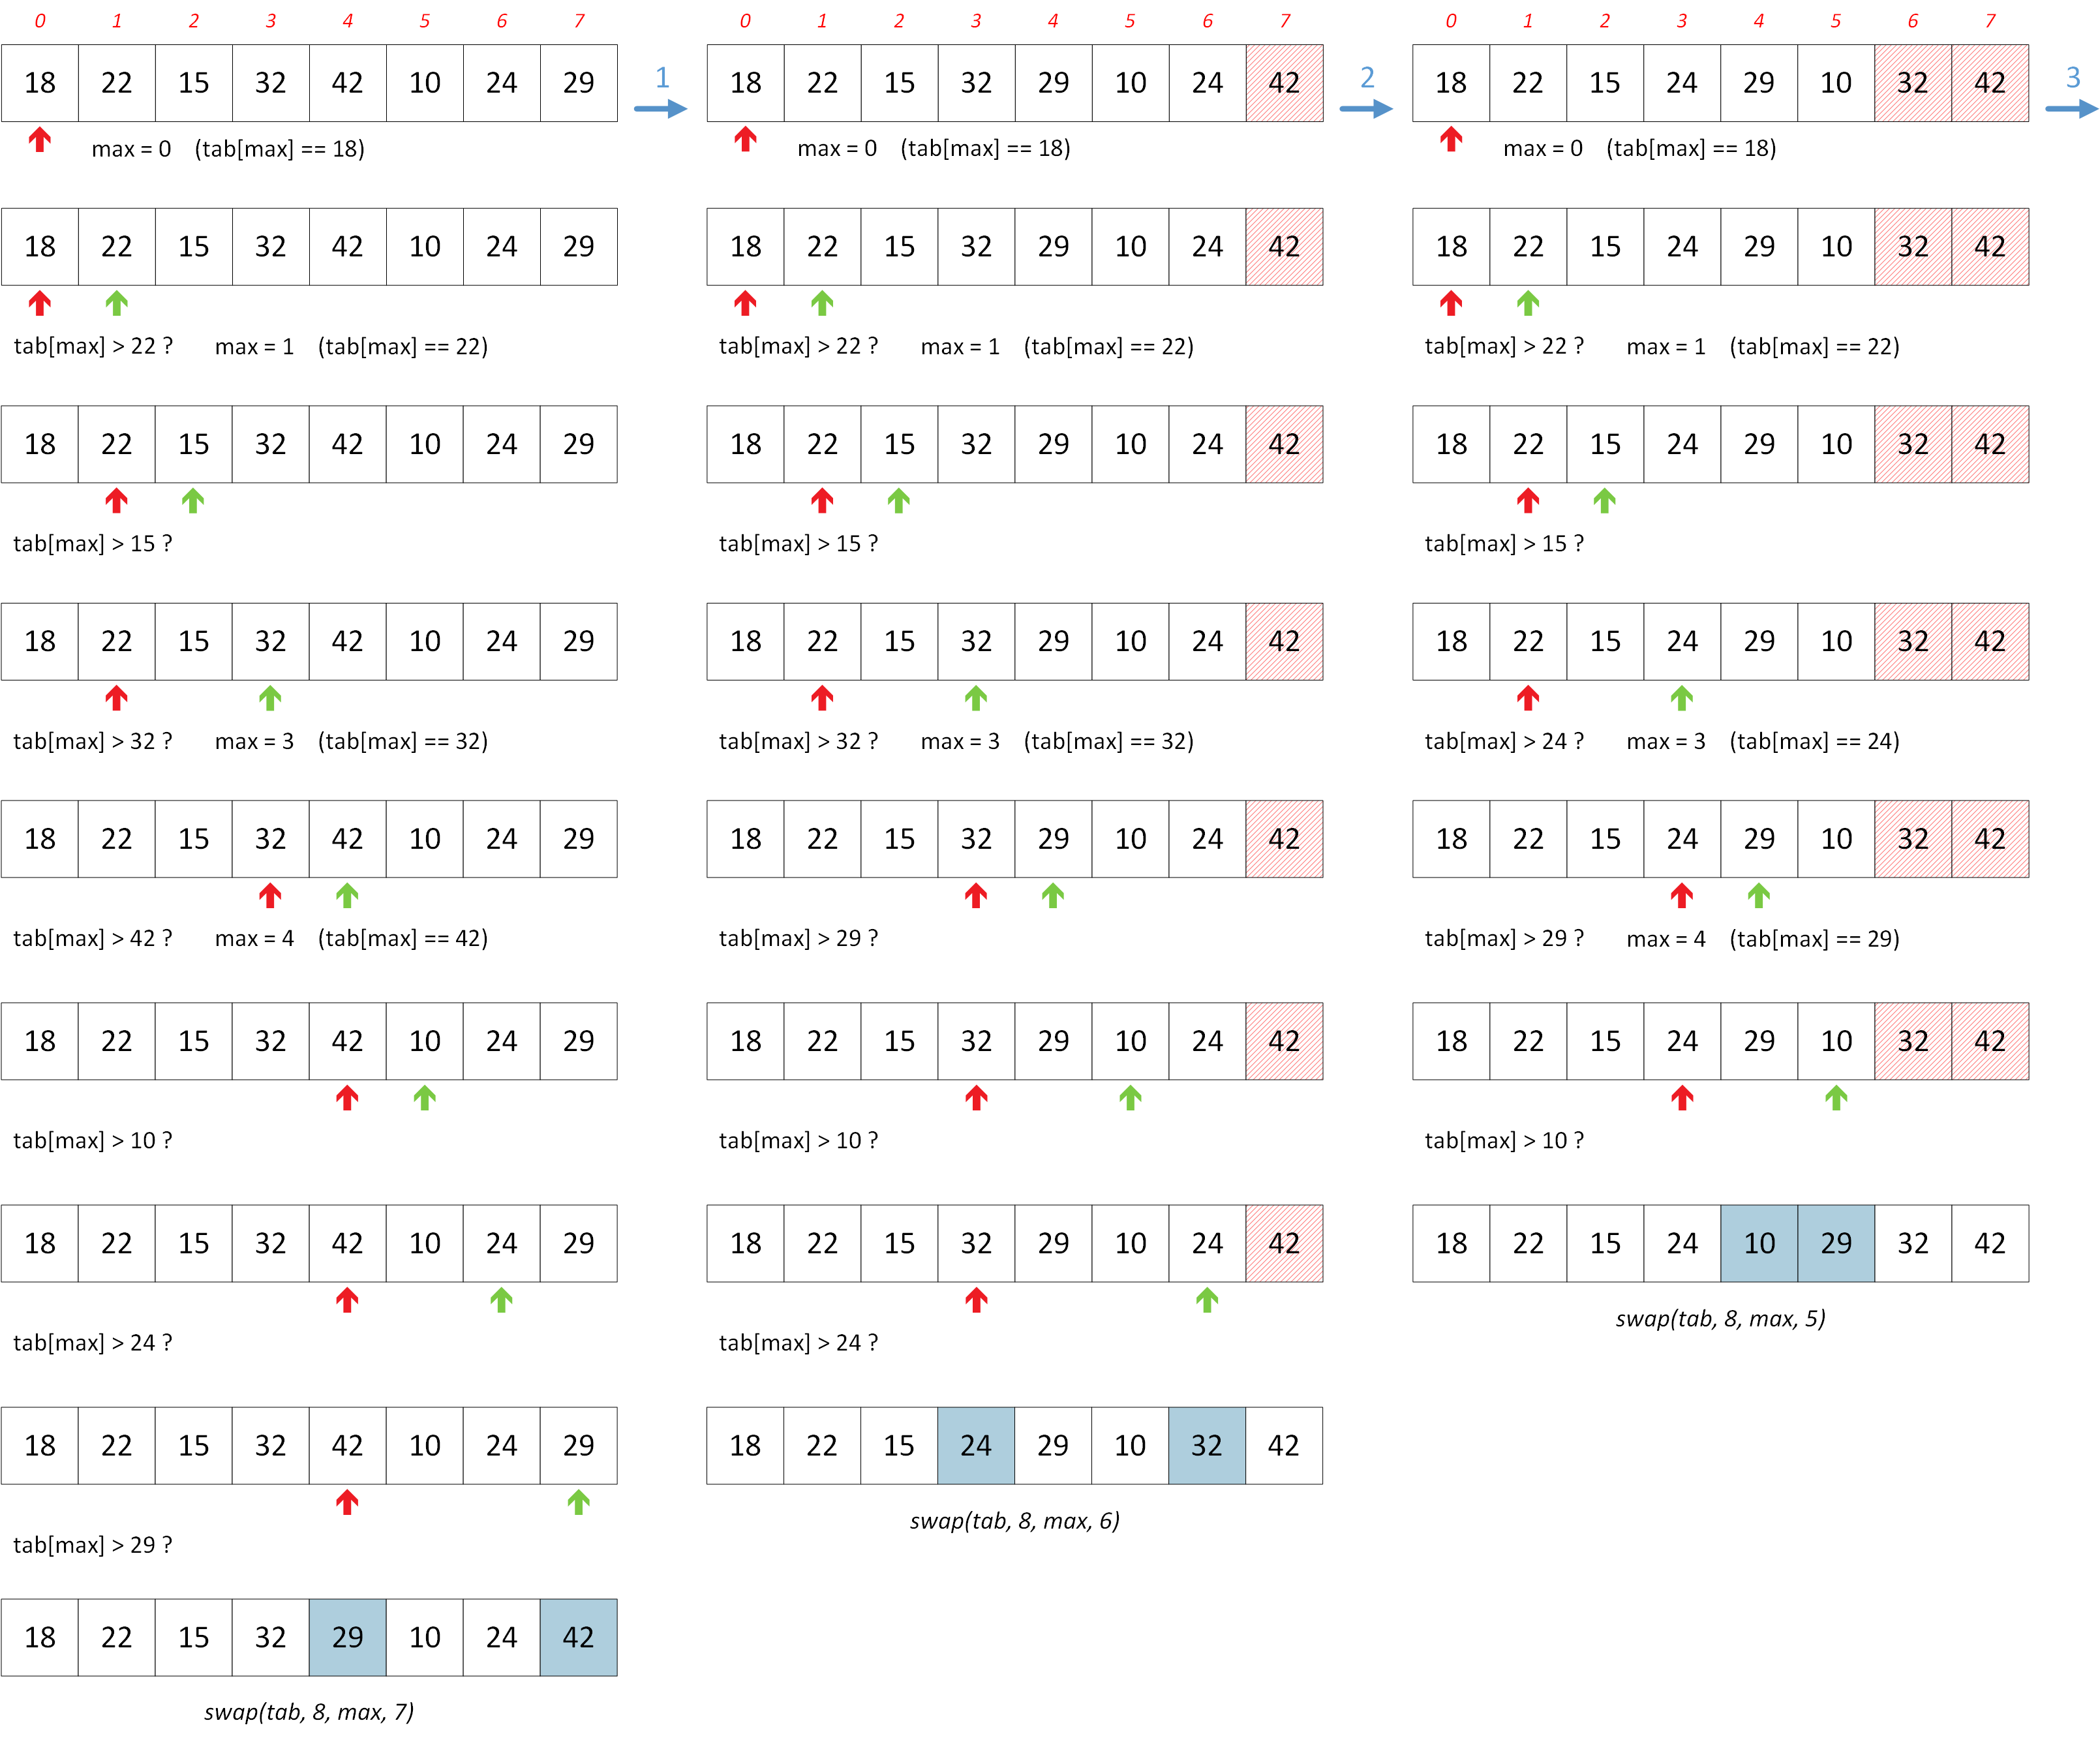 0 1 2 3 4 5 6 7
18 22 15 32 42 10 24 29
max = 0 (tab[max] == 18)
18 22 15 32 42 10 24 29
tab[max] > 22 ? max = 1 (tab[max] == 22)
18 22 15 32 42 10 24 29
tab[max] > 15 ?
18 22 15 32 42 10 24 29
tab[max] > 32 ? max = 3 (tab[max] == 32)
18 22 15 32 42 10 24 29
tab[max] > 42 ? max = 4 (tab[max] == 42)
18 22 15 32 42 10 24 29
tab[max] > 10 ?
18 22 15 32 42 10 24 29
tab[max] > 24 ?
18 22 15 32 42 10 24 29
tab[max] > 29 ?
18 22 15 32 29 10 24 42
swap(tab, 8, max, 7)
1
0 1 2 3 4 5 6 7
18 22 15 32 29 10 24 42
max = 0 (tab[max] == 18)
18 22 15 32 29 10 24 42
tab[max] > 22 ? max = 1 (tab[max] == 22)
18 22 15 32 29 10 24 42
tab[max] > 15 ?
18 22 15 32 29 10 24 42
tab[max] > 32 ? max = 3 (tab[max] == 32)
18 22 15 32 29 10 24 42
tab[max] > 29 ?
18 22 15 32 29 10 24 42
tab[max] > 10 ?
18 22 15 32 29 10 24 42
tab[max] > 24 ?
18 22 15 24 29 10 32 42
swap(tab, 8, max, 6)
2
0 1 2 3 4 5 6 7
18 22 15 24 29 10 32 42
max = 0 (tab[max] == 18)
18 22 15 24 29 10 32 42
tab[max] > 22 ? max = 1 (tab[max] == 22)
18 22 15 24 29 10 32 42
tab[max] > 15 ?
18 22 15 24 29 10 32 42
tab[max] > 24 ? max = 3 (tab[max] == 24)
18 22 15 24 29 10 32 42
tab[max] > 29 ? max = 4 (tab[max] == 29)
18 22 15 24 29 10 32 42
tab[max] > 10 ?
18 22 15 24 10 29 32 42
swap(tab, 8, max, 5)
3